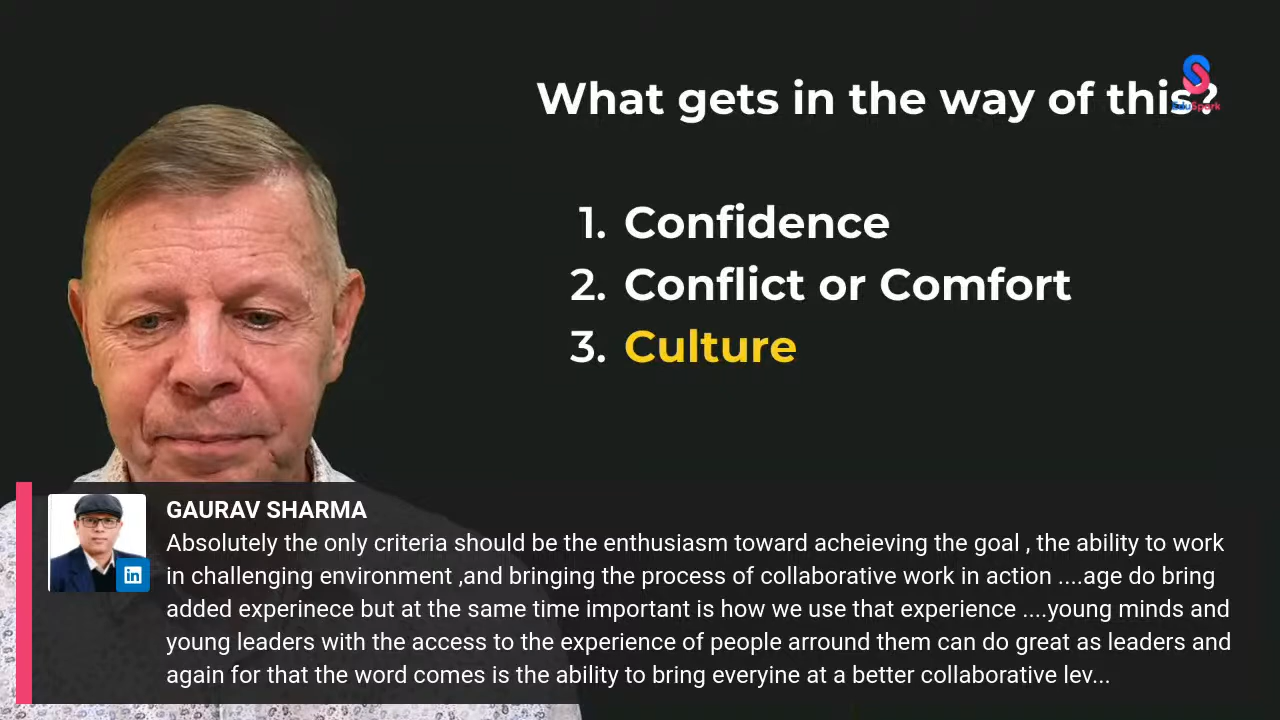 What gets in the way of this?
EduSpark
1. Confidence
2. Conflict or Comfort
3. Culture
GAURAV SHARMA
Absolutely the only criteria should be the enthusiasm toward acheieving the goal , the ability to work
in challenging environment ,and bringing the process of collaborative work in action ....age do bring
added experinece but at the same time important is how we use that experience ....young minds and
young leaders with the access to the experience of people arround them can do great as leaders and
again for that the word comes is the ability to bring everyine at a better collaborative lev...
in